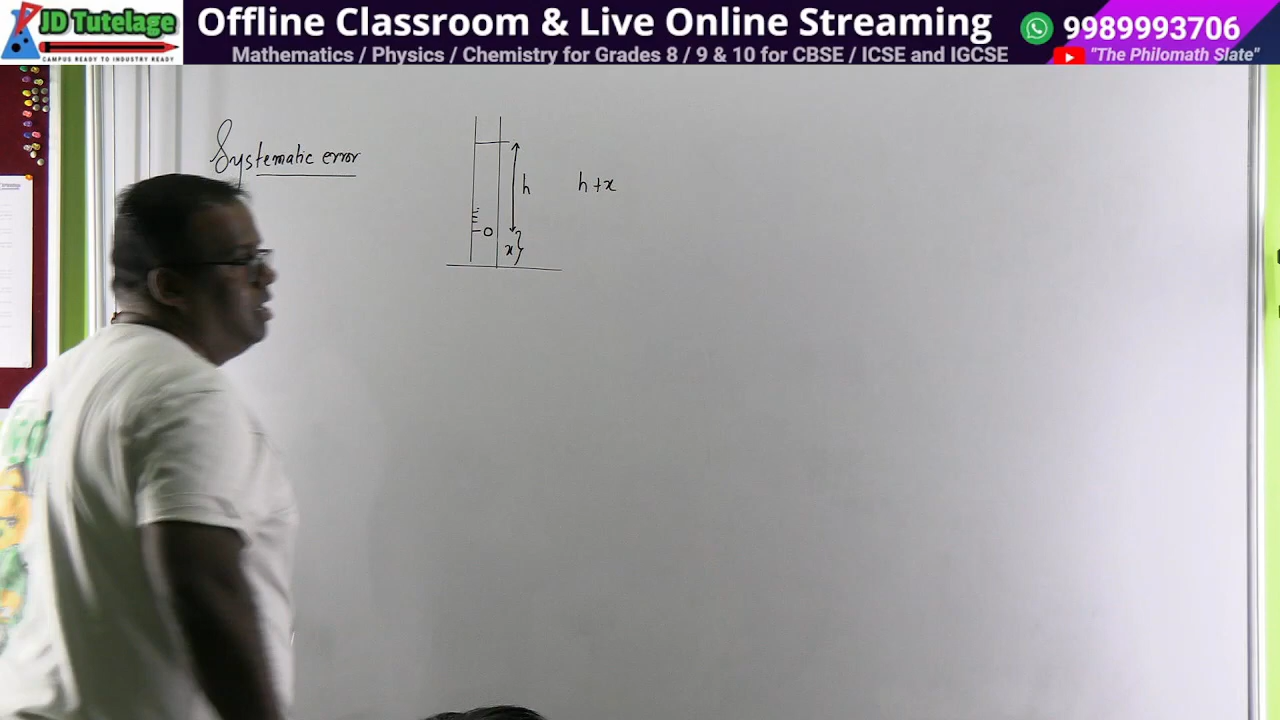 JD Tutelage
CAMPUS READY TO INDUSTRY READY
Offline Classroom & Live Online Streaming
Mathematics / Physics / Chemistry for Grades 8 / 9 & 10 for CBSE / ICSE and IGCSE
9989993706
"The Philomath Slate"
Systematic error
h
h + x
0
x